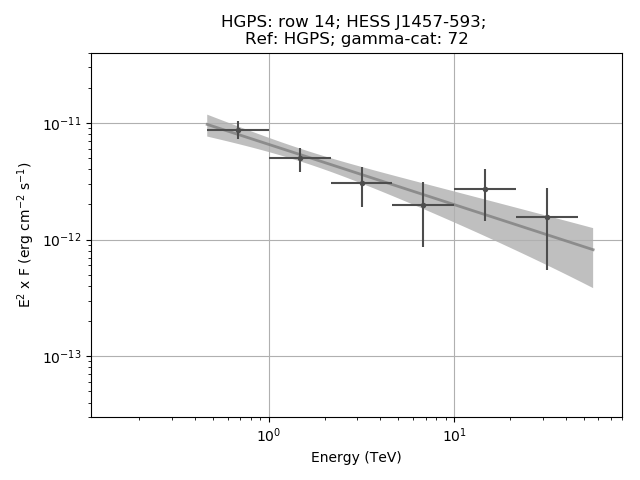 HGPS: row 14; HESS J1457-593;
Ref: HGPS; gamma-cat: 72
E² x F (erg cm⁻² s⁻¹)
10⁻¹¹
10⁻¹²
10⁻¹³
10⁰ 10¹
Energy (TeV)